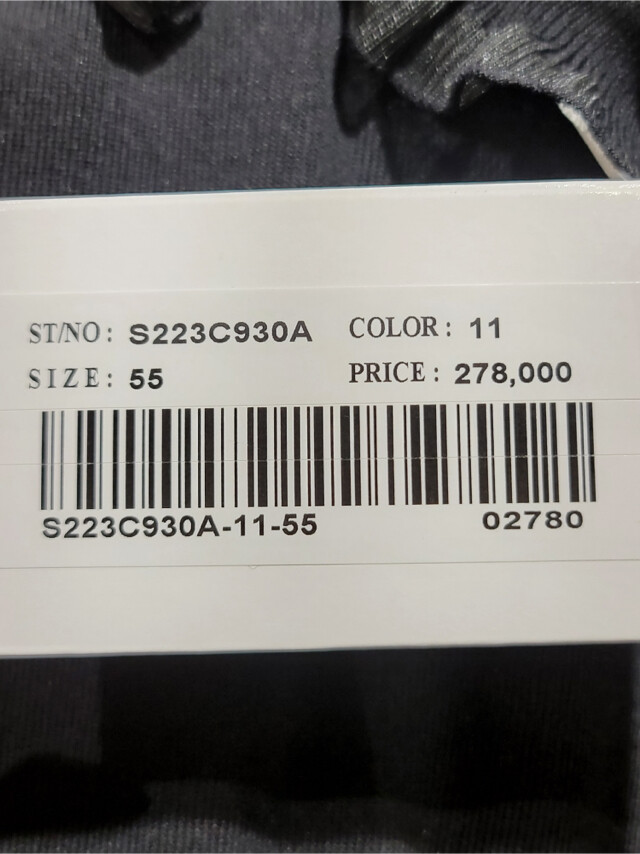 ST/NO: S223C930A COLOR: 11
SIZE: 55 PRICE: 278,000
S223C930A-11-55 02780